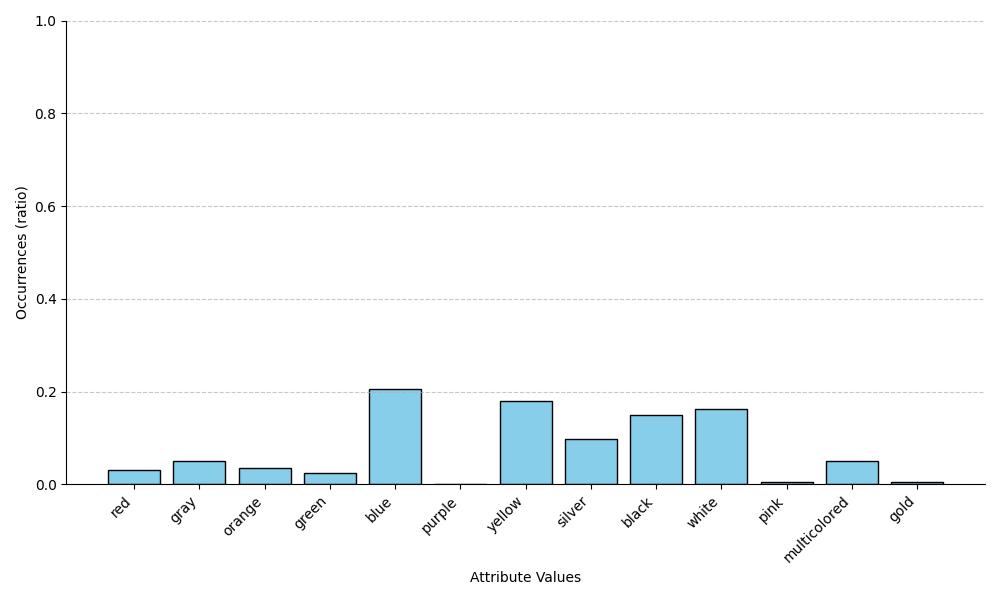 1.0
0.8
0.6
0.4
0.2
0.0
Occurrences (ratio)
red
gray
orange
green
blue
purple
yellow
silver
black
white
pink
multicolored
gold
Attribute Values